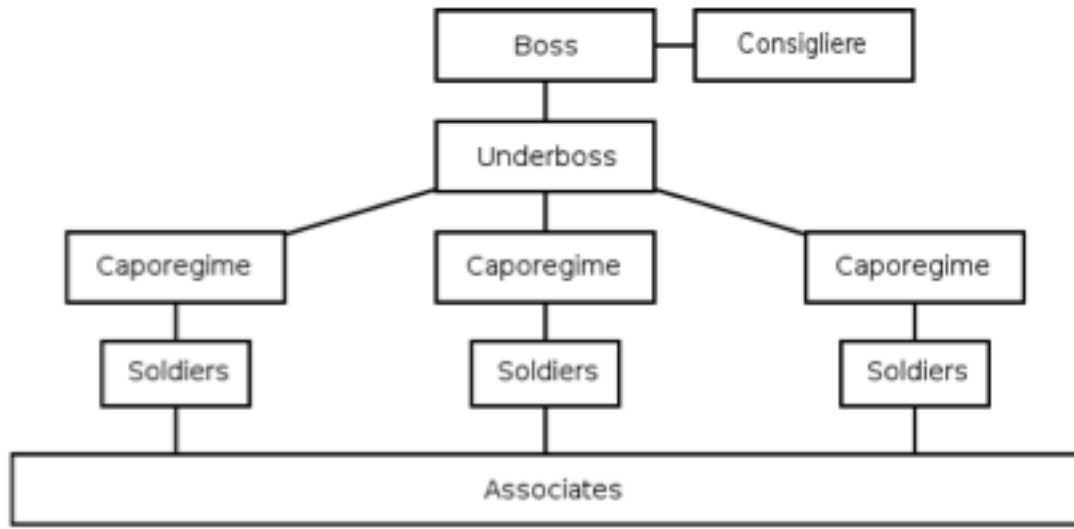 Boss
Consigliere
Underboss
Caporegime
Caporegime
Caporegime
Soldiers
Soldiers
Soldiers
Associates